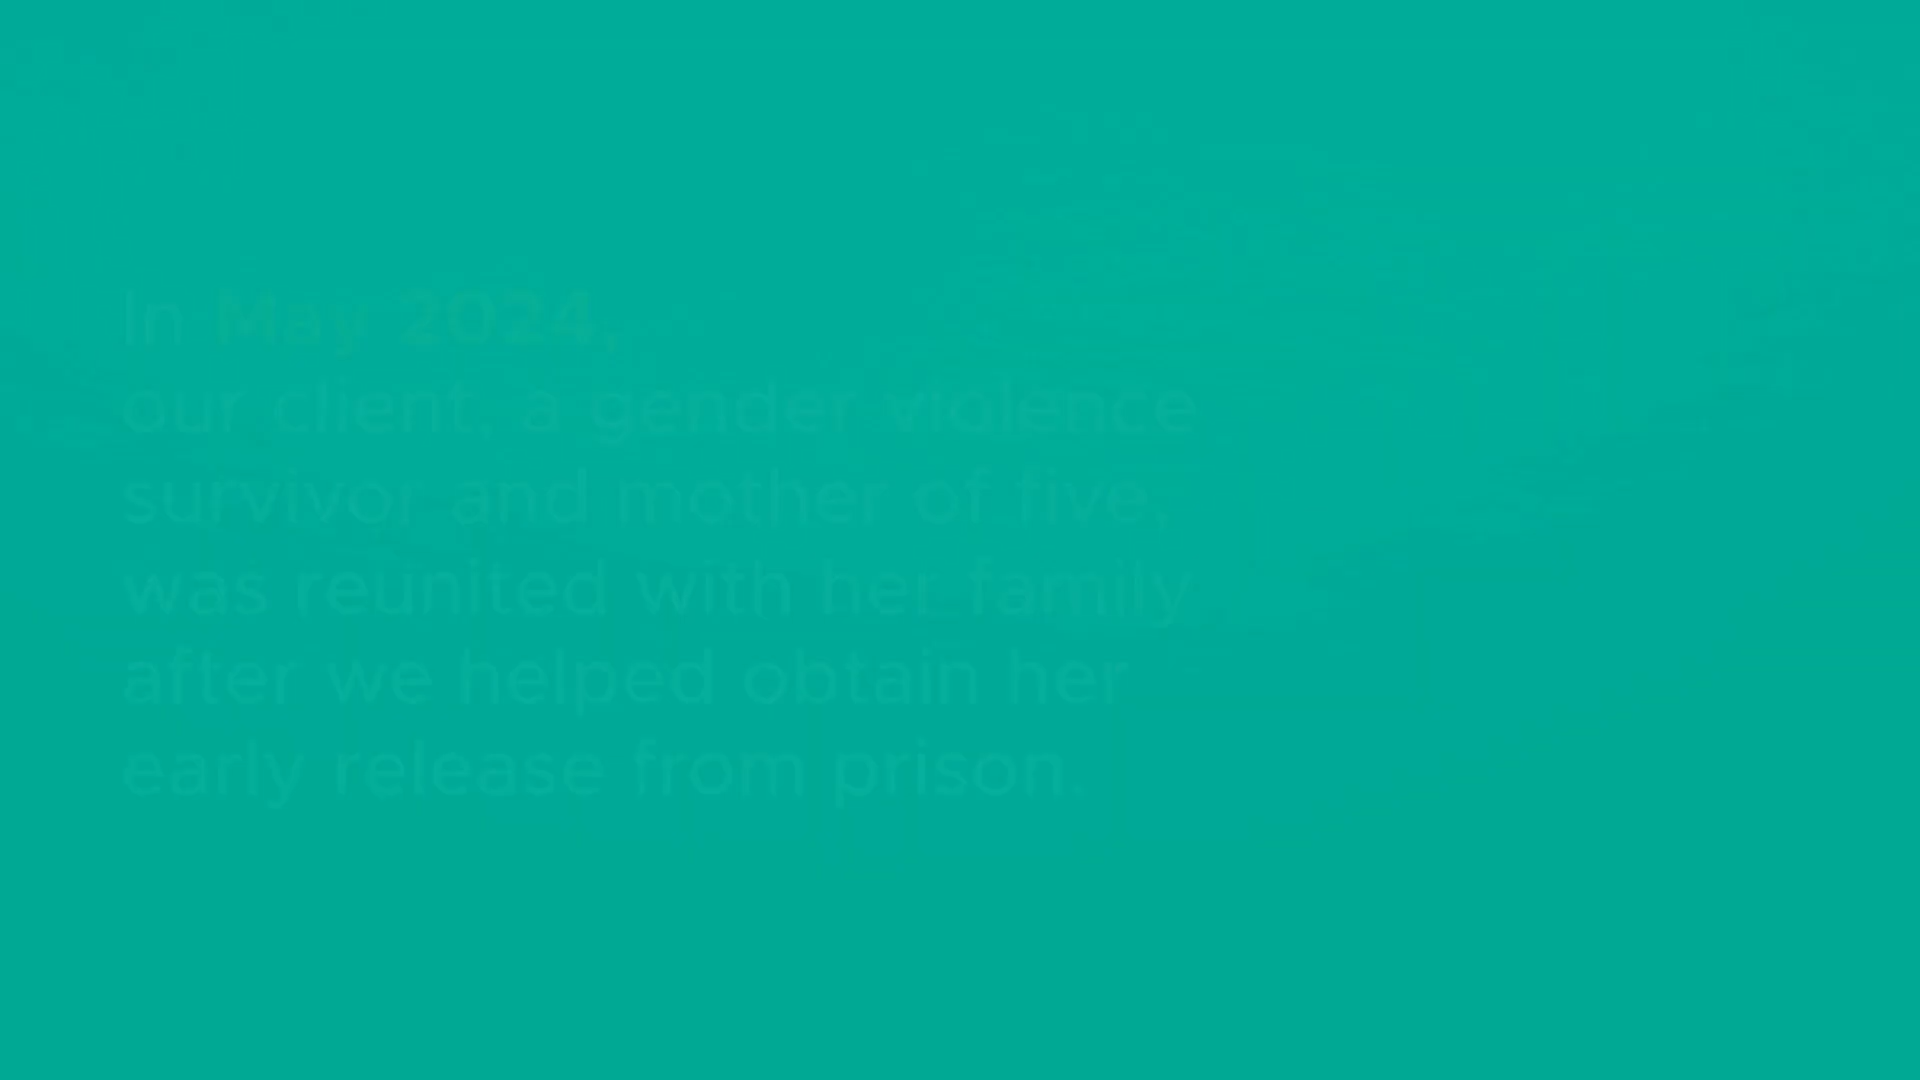 In May 2024,
our client, a gender violence
survivor and mother of five,
was reunited with her family
after we helped obtain her
early release from prison.